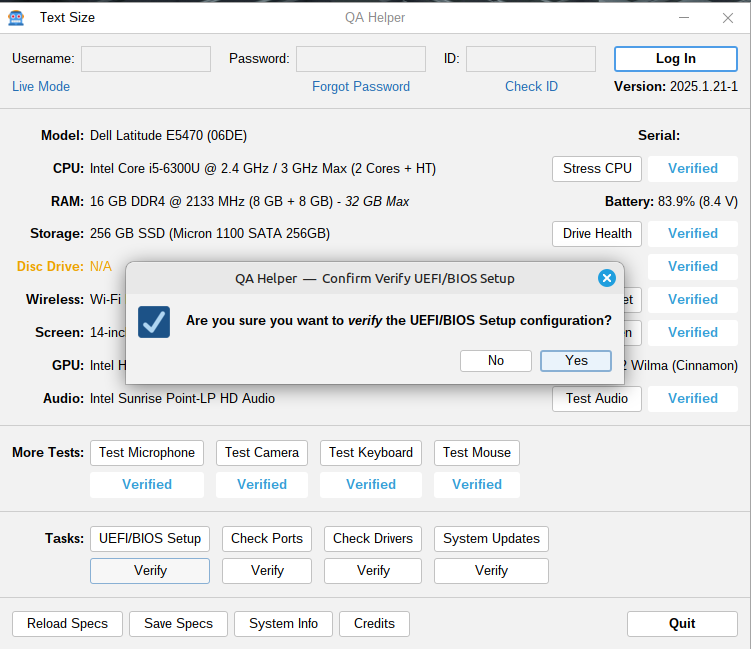 Text Size QA Helper
Username: Password: ID: Log In
Live Mode Forgot Password Check ID Version: 2025.1.21-1
Model: Dell Latitude E5470 (06DE) Serial:
CPU: Intel Core i5-6300U @ 2.4 GHz / 3 GHz Max (2 Cores + HT) Stress CPU Verified
RAM: 16 GB DDR4 @ 2133 MHz (8 GB + 8 GB) - 32 GB Max Battery: 83.9% (8.4 V)
Storage: 256 GB SSD (Micron 1100 SATA 256GB) Drive Health Verified
Disc Drive: N/A Verified
QA Helper — Confirm Verify UEFI/BIOS Setup
Wireless: Wi-Fi et Verified
Are you sure you want to verify the UEFI/BIOS Setup configuration?
Screen: 14-inc n Verified
No Yes
GPU: Intel H 2 Wilma (Cinnamon)
Audio: Intel Sunrise Point-LP HD Audio Test Audio Verified
More Tests: Test Microphone Test Camera Test Keyboard Test Mouse
Verified Verified Verified Verified
Tasks: UEFI/BIOS Setup Check Ports Check Drivers System Updates
Verify Verify Verify Verify
Reload Specs Save Specs System Info Credits Quit